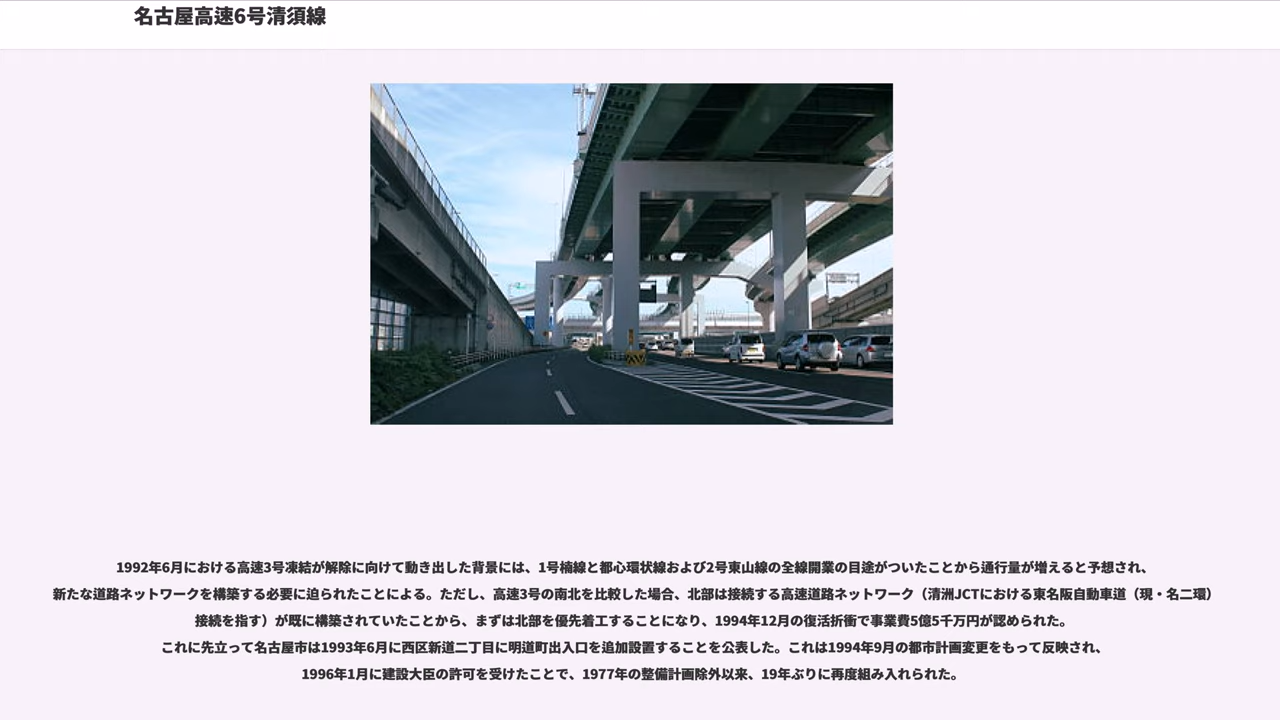 名古屋高速6号清須線
1992年6月における高速3号凍結が解除に向けて動き出した背景には、1号楠線と都心環状線および2号東山線の全線開業の目途がついたことから通行量が増えると予想され、
新たな道路ネットワークを構築する必要に迫られたことによる。ただし、高速3号の南北を比較した場合、北部は接続する高速道路ネットワーク（清洲JCTにおける東名阪自動車道（現・名二環）
接続を指す）が既に構築されていたことから、まずは北部を優先着工することになり、1994年12月の復活折衝で事業費5億5千万円が認められた。
これに先立って名古屋市は1993年6月に西区新道二丁目に明道町出入口を追加設置することを公表した。これは1994年9月の都市計画変更をもって反映され、
1996年1月に建設大臣の許可を受けたことで、1977年の整備計画除外以来、19年ぶりに再度組み入れられた。